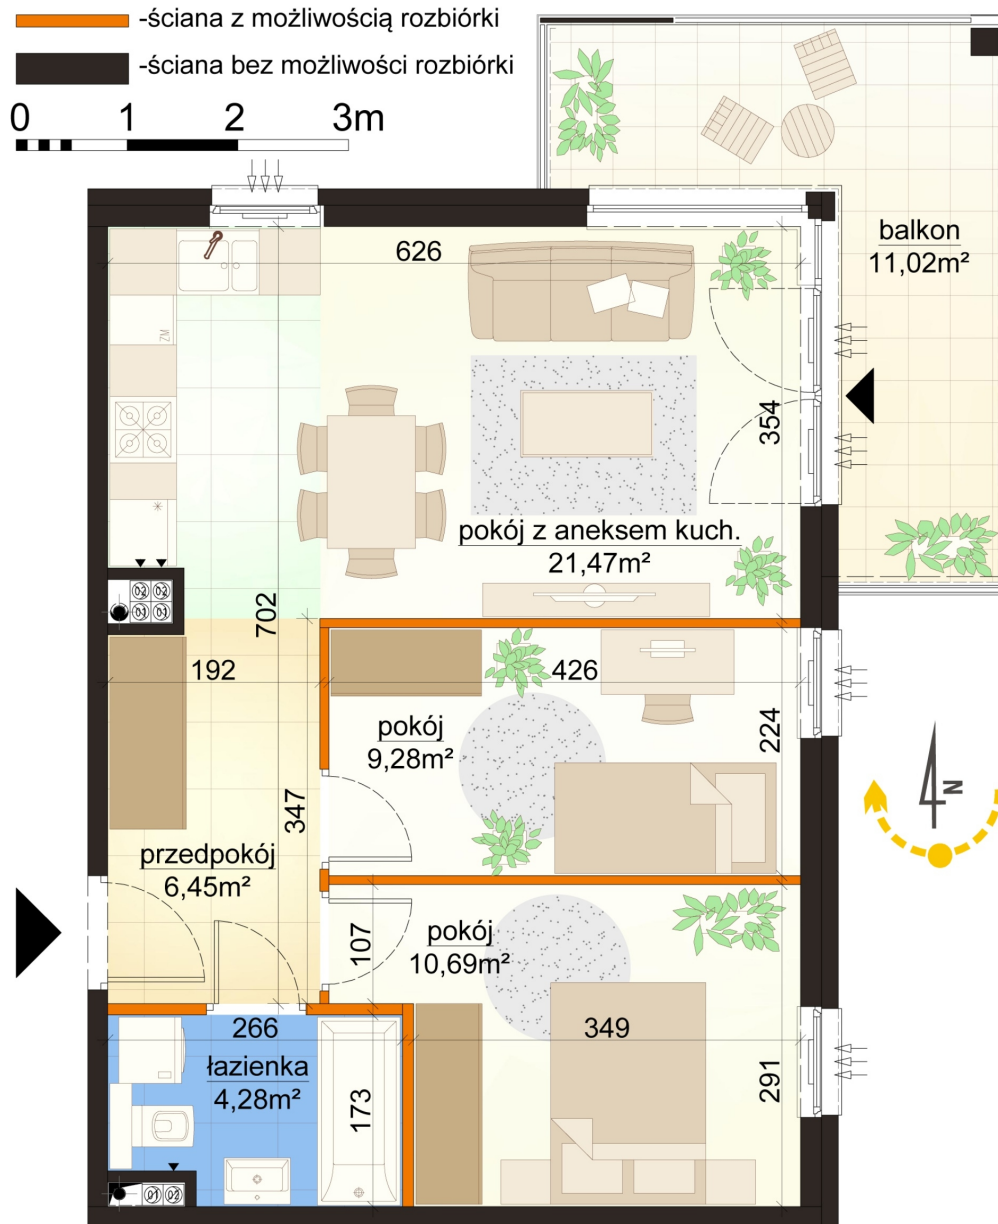 -ściana z możliwością rozbiórki
-ściana bez możliwości rozbiórki
0 1 2 3m
balkon
11,02m²
626
ZM
354
pokój z aneksem kuch.
21,47m²
702
192
426
pokój
9,28m²
224
347
N
przedpokój
6,45m²
pokój
10,69m²
107
266
349
łazienka
4,28m²
173
291